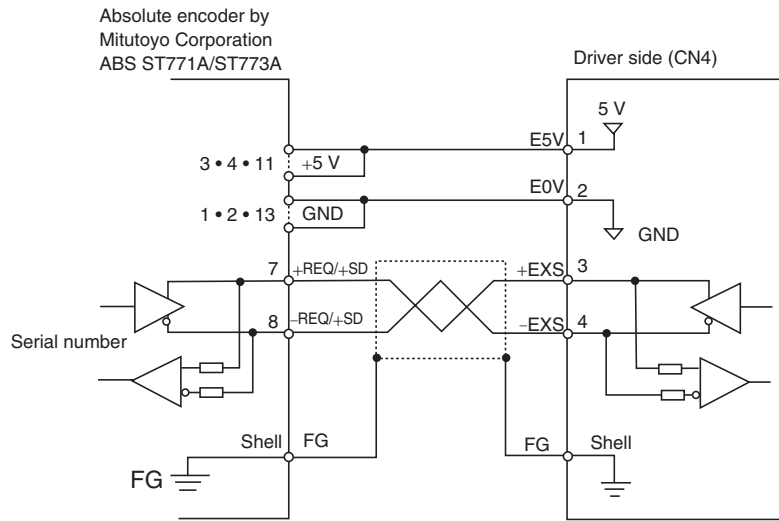 Absolute encoder by
Mitutoyo Corporation
ABS ST771A/ST773A
Driver side (CN4)
5 V
E5V 1
3 • 4 • 11 +5 V
E0V 2
1 • 2 • 13 GND
GND
7 +REQ/+SD
+EXS 3
8 –REQ/+SD
–EXS 4
Serial number
Shell FG
FG Shell
FG